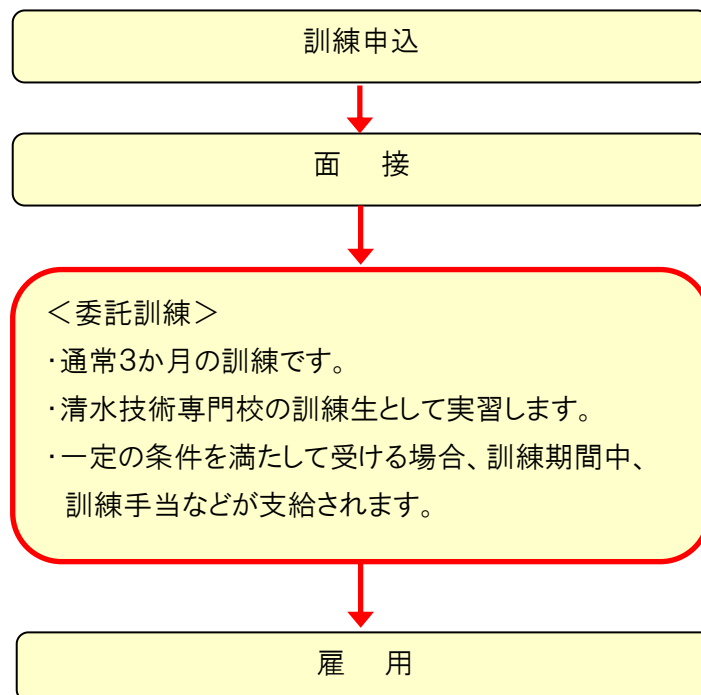 訓練申込
面　接
＜委託訓練＞
・通常３か月の訓練です。
・清水技術専門校の訓練生として実習します。
・一定の条件を満たして受ける場合、訓練期間中、
訓練手当などが支給されます。
雇　用